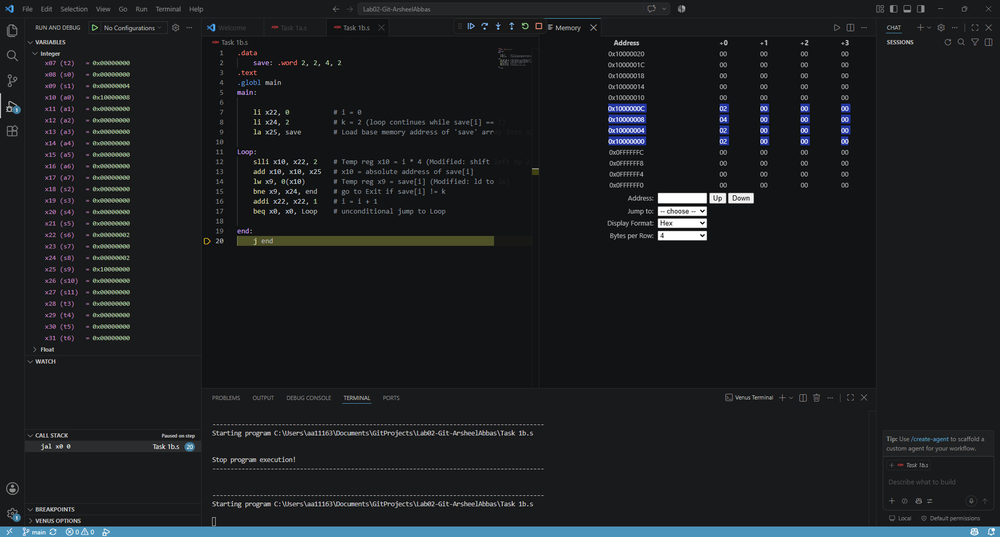 File Edit Selection View Go Run Terminal Help
Lab02-Git-ArsheelAbbas
RUN AND DEBUG
No Configurations
VARIABLES
Integer
x07 (t2) = 0x00000000
x08 (s0) = 0x00000000
x09 (s1) = 0x00000004
x10 (a0) = 0x10000008
x11 (a1) = 0x00000000
x12 (a2) = 0x00000000
x13 (a3) = 0x00000000
x14 (a4) = 0x00000000
x15 (a5) = 0x00000000
x16 (a6) = 0x00000000
x17 (a7) = 0x00000000
x18 (s2) = 0x00000000
x19 (s3) = 0x00000000
x20 (s4) = 0x00000000
x21 (s5) = 0x00000000
x22 (s6) = 0x00000002
x23 (s7) = 0x00000000
x24 (s8) = 0x00000002
x25 (s9) = 0x10000000
x26 (s10) = 0x00000000
x27 (s11) = 0x00000000
x28 (t3) = 0x00000000
x29 (t4) = 0x00000000
x30 (t5) = 0x00000000
x31 (t6) = 0x00000000
Float
WATCH
CALL STACK Paused on step
jal x0 0 Task 1b.s 20
BREAKPOINTS
VENUS OPTIONS
Welcome
ASM Task 1a.s
ASM Task 1b.s
ASM Task 1b.s
1 .data
2 save: .word 2, 2, 4, 2
3 .text
4 .globl main
5 main:
6
7 li x22, 0 # i = 0
8 li x24, 2 # k = 2 (loop continues while save[i] == 2)
9 la x25, save # Load base memory address of 'save' array into x
10
11 Loop:
12 slli x10, x22, 2 # Temp reg x10 = i * 4 (Modified: shift left by 2
13 add x10, x10, x25 # x10 = absolute address of save[i]
14 lw x9, 0(x10) # Temp reg x9 = save[i] (Modified: ld to lw)
15 bne x9, x24, end # go to Exit if save[i] != k
16 addi x22, x22, 1 # i = i + 1
17 beq x0, x0, Loop # unconditional jump to Loop
18
19 end:
20 j end
Memory
Address +0 +1 +2 +3
0x10000020 00 00 00 00
0x1000001C 00 00 00 00
0x10000018 00 00 00 00
0x10000014 00 00 00 00
0x10000010 00 00 00 00
0x1000000C 02 00 00 00
0x10000008 04 00 00 00
0x10000004 02 00 00 00
0x10000000 02 00 00 00
0x0FFFFFFC 00 00 00 00
0x0FFFFFF8 00 00 00 00
0x0FFFFFF4 00 00 00 00
0x0FFFFFF0 00 00 00 00
Address: Up Down
Jump to: -- choose --
Display Format: Hex
Bytes per Row: 4
PROBLEMS OUTPUT DEBUG CONSOLE TERMINAL PORTS
Venus Terminal
--------------------------------------------------------------------------------
Starting program C:\Users\aa11163\Documents\GitProjects\Lab02-Git-ArsheelAbbas\Task 1b.s
Stop program execution!
--------------------------------------------------------------------------------
--------------------------------------------------------------------------------
Starting program C:\Users\aa11163\Documents\GitProjects\Lab02-Git-ArsheelAbbas\Task 1b.s
CHAT
SESSIONS
Tip: Use /create-agent to scaffold a
custom agent for your workflow.
ASM Task 1b.s
Describe what to build
Local Default permissions
1
1
main 0 0